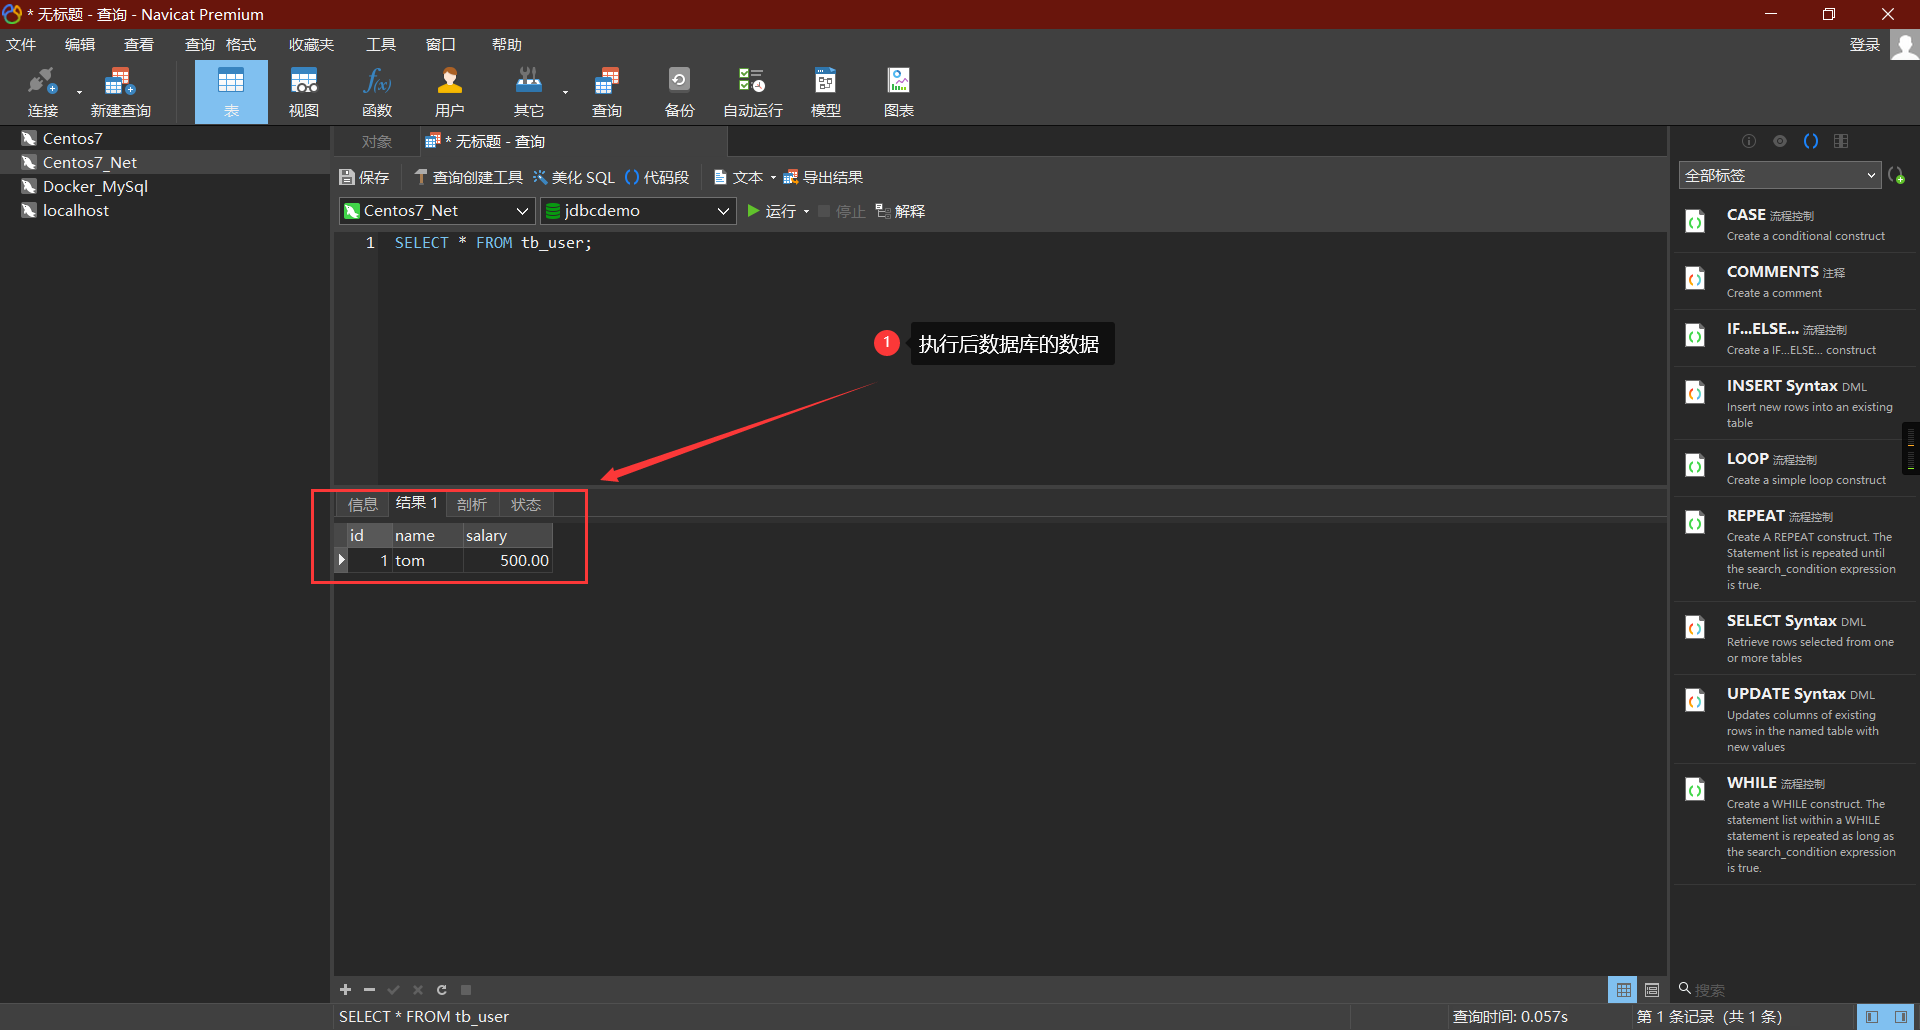 * 无标题 - 查询 - Navicat Premium
文件 编辑 查看 查询 格式 收藏夹 工具 窗口 帮助 登录
连接 新建查询 表 视图 函数 用户 其它 查询 备份 自动运行 模型 图表
f(x)
Centos7
Centos7_Net
Docker_MySql
localhost
对象 * 无标题 - 查询
保存 查询创建工具 美化 SQL 代码段 文本 导出结果
Centos7_Net jdbcdemo 运行 停止 解释
1 SELECT * FROM tb_user;
1 执行后数据库的数据
信息 结果 1 剖析 状态
id name salary
1 tom 500.00
全部标签
CASE 流程控制
Create a conditional construct
COMMENTS 注释
Create a comment
IF...ELSE... 流程控制
Create a IF...ELSE... construct
INSERT Syntax DML
Insert new rows into an existing
table
LOOP 流程控制
Create a simple loop construct
REPEAT 流程控制
Create A REPEAT construct. The
Statement list is repeated until
the search_condition expression
is true.
SELECT Syntax DML
Retrieve rows selected from one
or more tables
UPDATE Syntax DML
Updates columns of existing
rows in the named table with
new values
WHILE 流程控制
Create a WHILE construct. The
statement list within a WHILE
statement is repeated as long as
the search_condition expression
is true.
搜索
SELECT * FROM tb_user 查询时间: 0.057s 第 1 条记录 (共 1 条)